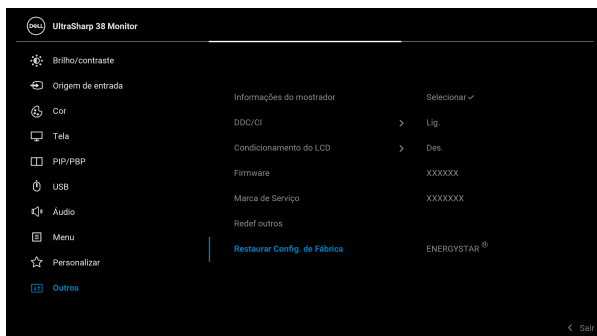 DELL UltraSharp 38 Monitor
Brilho/contraste
Origem de entrada
Cor
Tela
PIP/PBP
USB
Áudio
Menu
Personalizar
Outros
Informações do mostrador Selecionar✓
DDC/CI > Lig.
Condicionamento do LCD > Des.
Firmware XXXXXX
Marca de Serviço XXXXXXX
Redef outros
Restaurar Config. de Fábrica ENERGYSTAR ®
< Sair